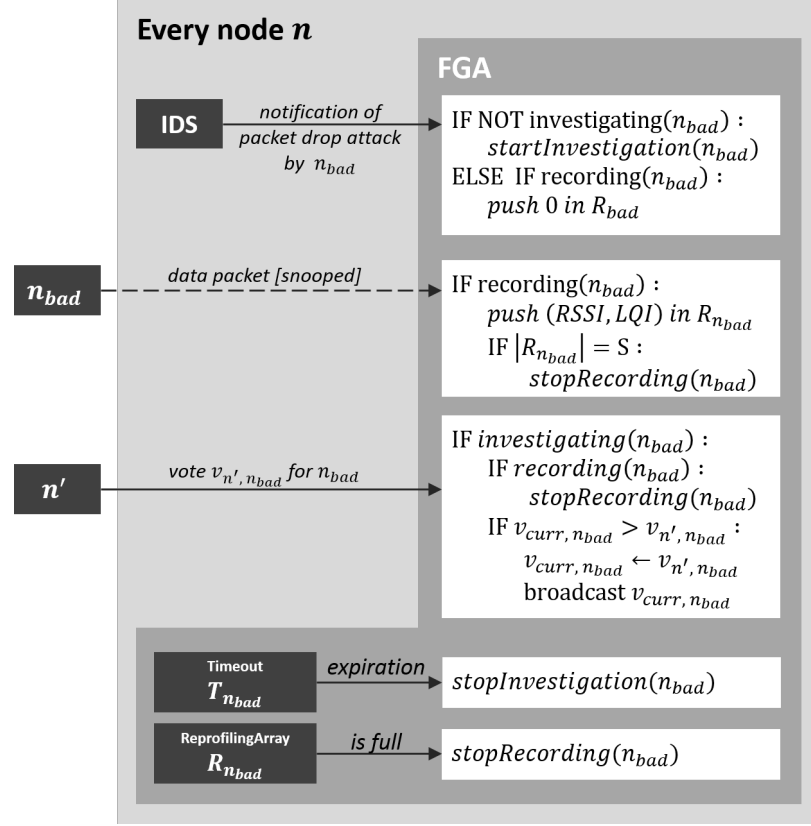 Every node n
FGA
IDS
notification of
packet drop attack
by n_bad
IF NOT investigating(n_bad) :
startInvestigation(n_bad)
ELSE IF recording(n_bad) :
push 0 in R_bad
n_bad
data packet [snooped]
IF recording(n_bad) :
push (RSSI, LQI) in R_n_bad
IF |R_n_bad| = S :
stopRecording(n_bad)
n′
vote v_n′, n_bad for n_bad
IF investigating(n_bad) :
IF recording(n_bad) :
stopRecording(n_bad)
IF v_curr, n_bad > v_n′, n_bad :
v_curr, n_bad ← v_n′, n_bad
broadcast v_curr, n_bad
Timeout
T_n_bad
expiration
stopInvestigation(n_bad)
ReprofilingArray
R_n_bad
is full
stopRecording(n_bad)